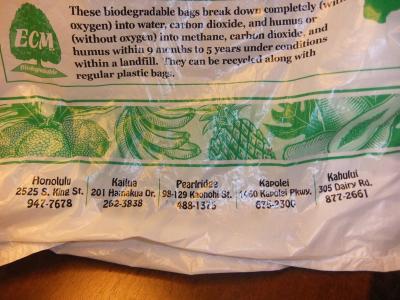 ECM
Biodegradable
These biodegradable bags break down completely (with
oxygen) into water, carbon dioxide, and humus or
(without oxygen) into methane, carbon dioxide, and
humus within 9 months to 5 years under conditions
within a landfill. They can be recycled along with
regular plastic bags.
Honolulu
2525 S. King St.
947-7678
Kailua
201 Hamakua Dr.
262-3838
Pearlridge
98-129 Kaonohi St.
488-1375
Kapolei
Kapolei Pkwy.
676-2300
Kahului
305 Dairy Rd.
877-2661